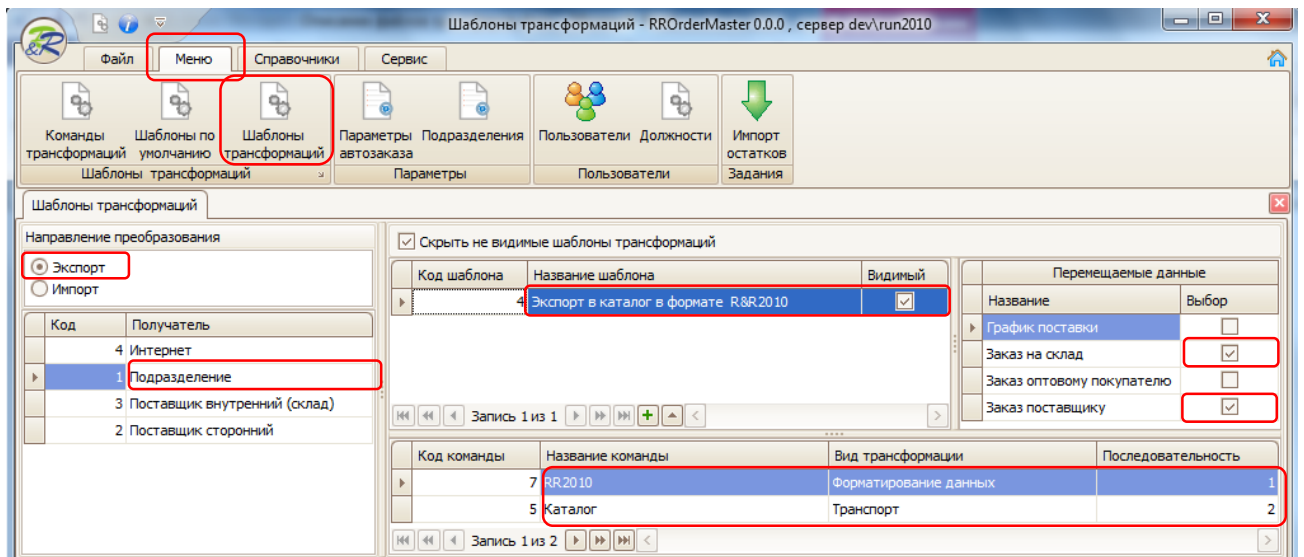 Шаблоны трансформаций - RROrderMaster 0.0.0 , сервер dev\run2010
R&R
Файл Меню Справочники Сервис
Команды трансформаций
Шаблоны по умолчанию
Шаблоны трансформаций
Параметры автозаказа
Подразделения
Пользователи
Должности
Импорт остатков
Шаблоны трансформаций Параметры Пользователи Задания
Шаблоны трансформаций
Направление преобразования
Экспорт
Импорт
Код Получатель
4 Интернет
1 Подразделение
3 Поставщик внутренний (склад)
2 Поставщик сторонний
Скрыть не видимые шаблоны трансформаций
Код шаблона Название шаблона Видимый
4 Экспорт в каталог в формате R&R2010
Запись 1 из 1
Перемещаемые данные
Название Выбор
График поставки
Заказ на склад
Заказ оптовому покупателю
Заказ поставщику
Код команды Название команды Вид трансформации Последовательность
7 RR2010 Форматирование данных 1
5 Каталог Транспорт 2
Запись 1 из 2